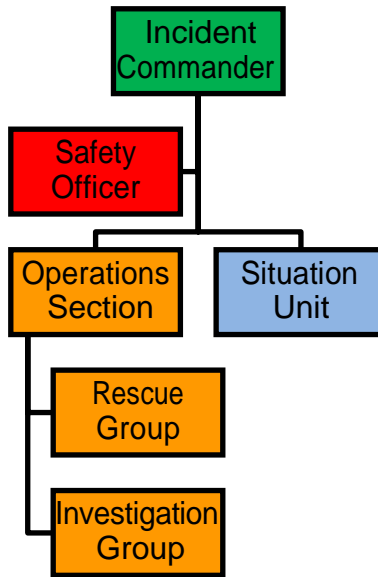 Incident
Commander
Safety
Officer
Operations
Section
Situation
Unit
Rescue
Group
Investigation
Group